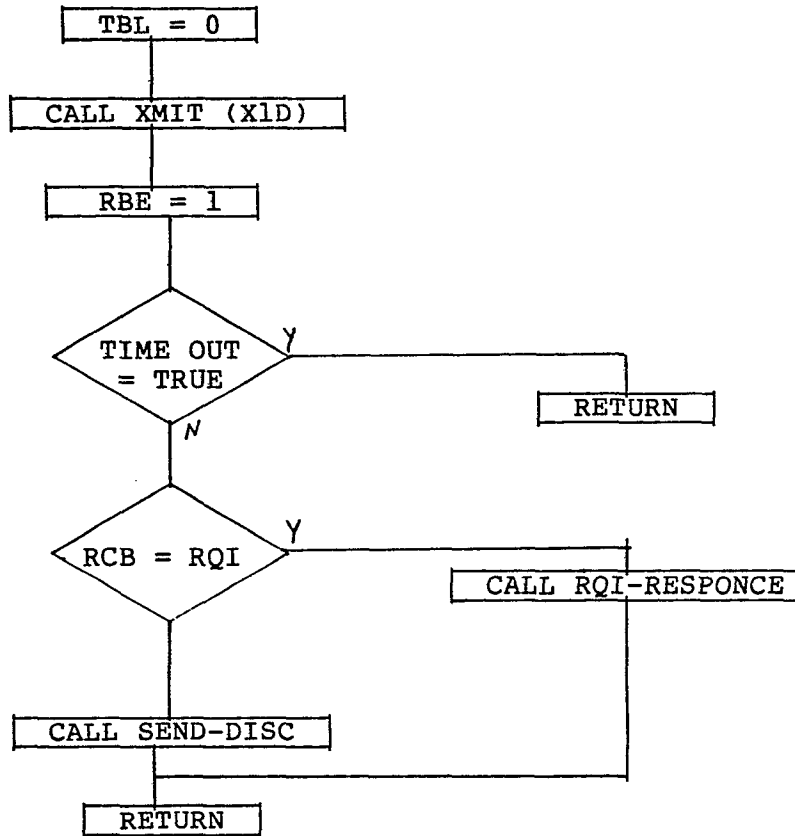 TBL = 0
CALL XMIT (X1D)
RBE = 1
TIME OUT
= TRUE
Y
RETURN
N
RCB = RQI
Y
CALL RQI-RESPONCE
CALL SEND-DISC
RETURN